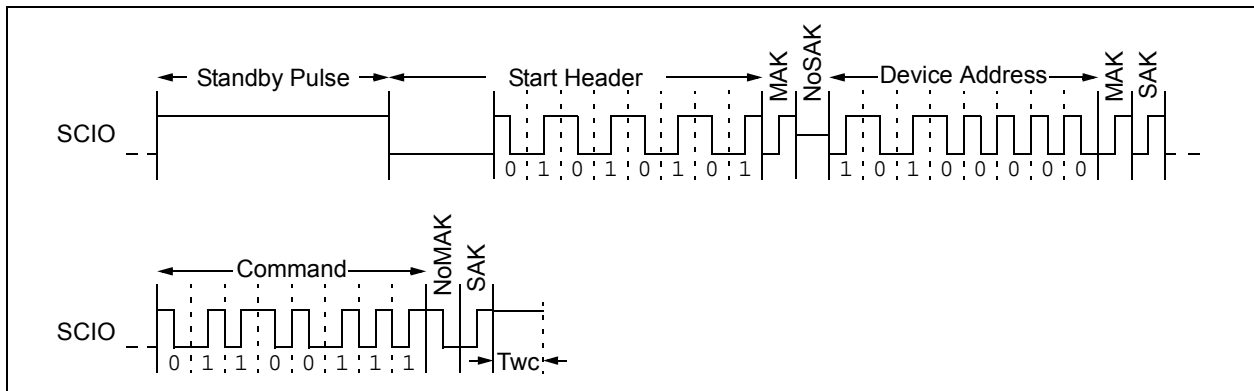 Standby Pulse Start Header MAK NoSAK Device Address MAK SAK
SCIO
0 1 0 1 0 1 0 1 1 0 1 0 0 0 0 0
Command NoMAK SAK
SCIO
0 1 1 0 0 1 1 1 Twc